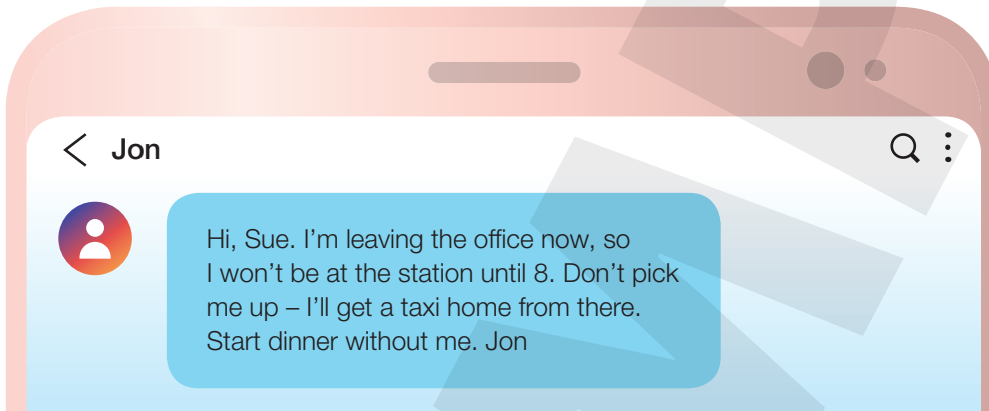 Jon
Hi, Sue. I'm leaving the office now, so
I won't be at the station until 8. Don't pick
me up – I'll get a taxi home from there.
Start dinner without me. Jon